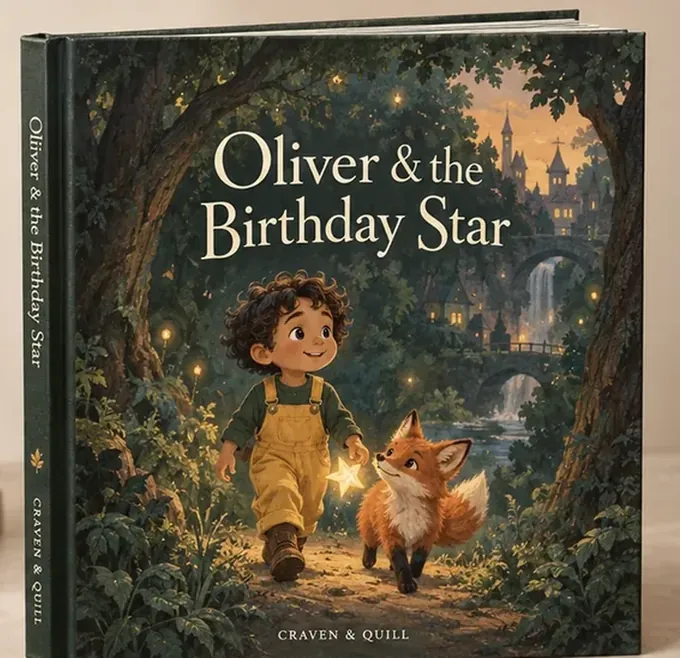 Oliver & the
Birthday Star
CRAVEN & QUILL
Oliver & the Birthday Star
CRAVEN & QUILL